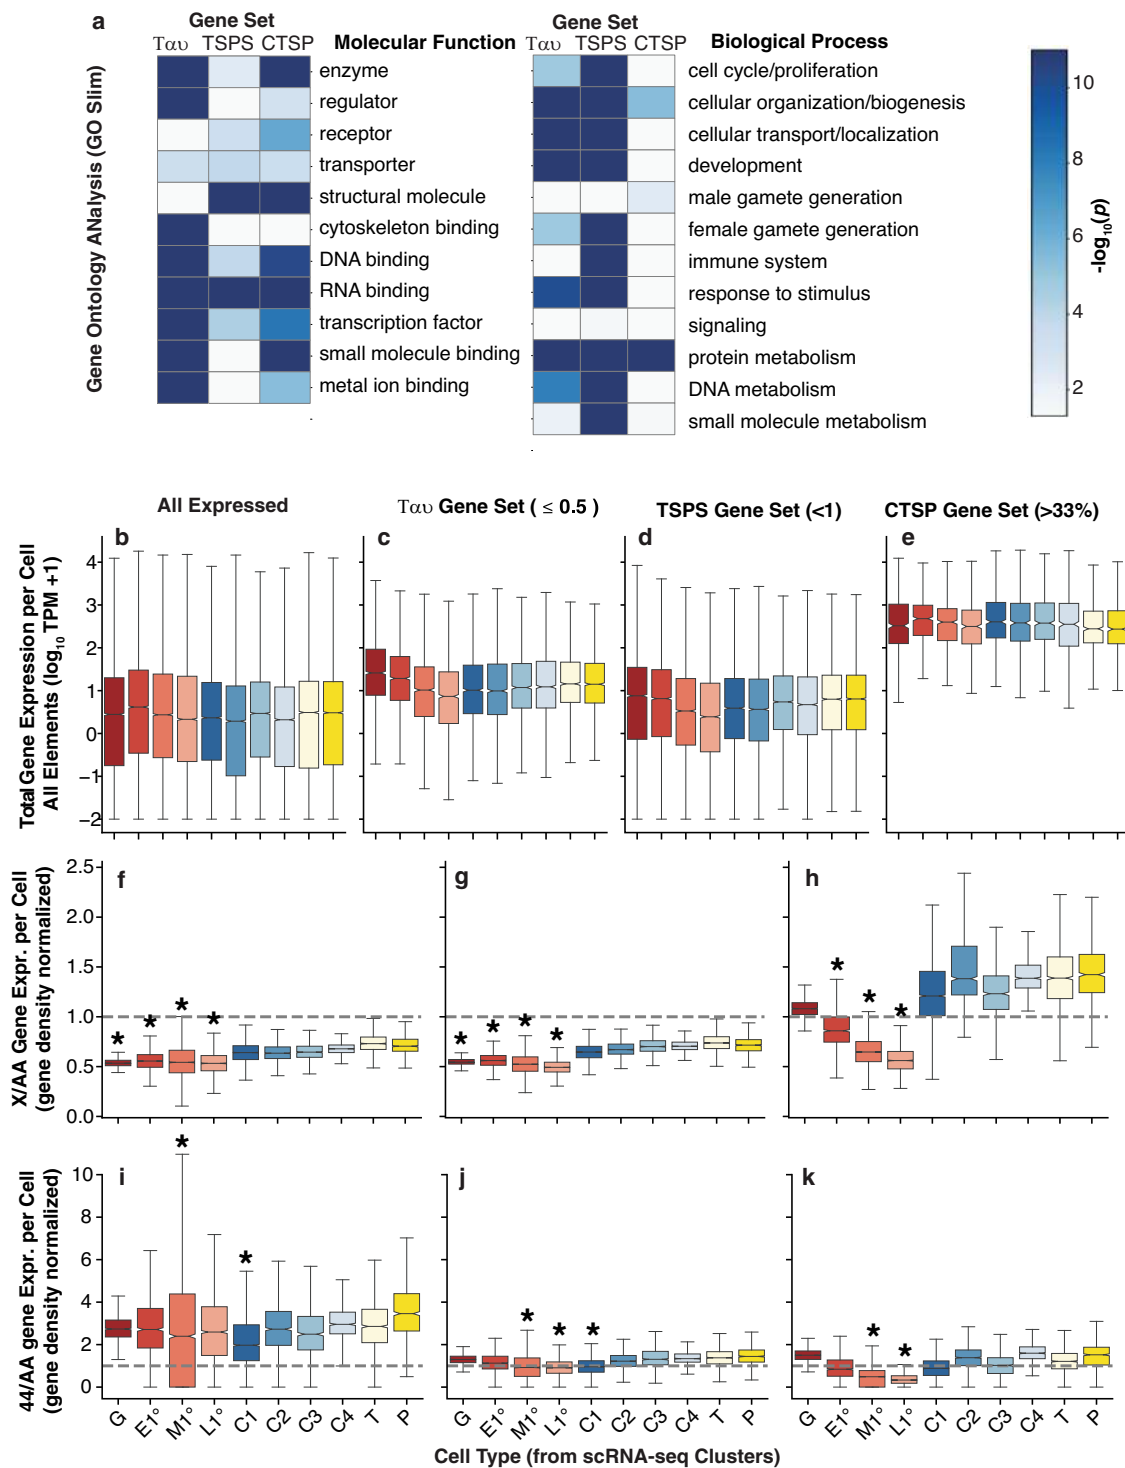 a
Gene Set
Ταυ TSPS CTSP
Molecular Function
enzyme
regulator
receptor
transporter
structural molecule
cytoskeleton binding
DNA binding
RNA binding
transcription factor
small molecule binding
metal ion binding
Gene Ontology ANalysis (GO Slim)
Gene Set
Ταυ TSPS CTSP
Biological Process
cell cycle/proliferation
cellular organization/biogenesis
cellular transport/localization
development
male gamete generation
female gamete generation
immune system
response to stimulus
signaling
protein metabolism
DNA metabolism
small molecule metabolism
10
8
6
4
2
-log10(p)
All Expressed
Ταυ Gene Set ( ≤ 0.5 )
TSPS Gene Set (<1)
CTSP Gene Set (>33%)
b
c
d
e
Total Gene Expression per Cell
All Elements (log10 TPM +1)
4
3
2
1
0
−1
−2
f
g
h
X/AA Gene Expr. per Cell
(gene density normalized)
2.5
2.0
1.5
1.0
0.5
0.0
* * * *
* * * *
* * *
i
j
k
44/AA gene Expr. per Cell
(gene density normalized)
10
8
6
4
2
0
* *
* * *
* *
G E1° M1° L1° C1 C2 C3 C4 T P
G E1° M1° L1° C1 C2 C3 C4 T P
G E1° M1° L1° C1 C2 C3 C4 T P
Cell Type (from scRNA-seq Clusters)